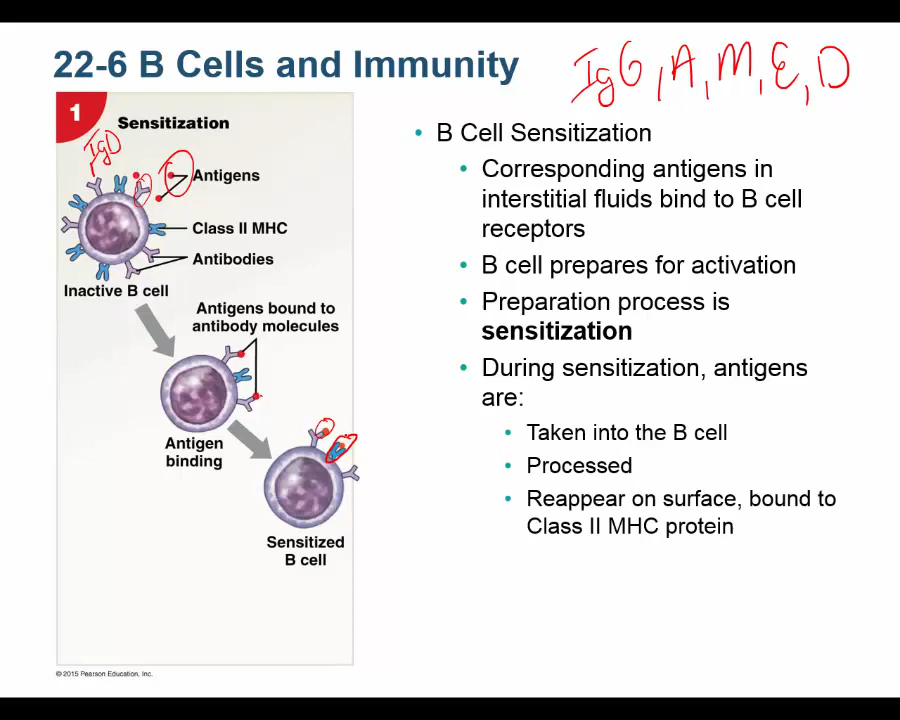 22-6 B Cells and Immunity
IgG, A, M, E, D
1
Sensitization
IgD
Antigens
Class II MHC
Antibodies
Inactive B cell
Antigens bound to
antibody molecules
Antigen
binding
Sensitized
B cell
© 2015 Pearson Education, Inc.
• B Cell Sensitization
• Corresponding antigens in
interstitial fluids bind to B cell
receptors
• B cell prepares for activation
• Preparation process is
sensitization
• During sensitization, antigens
are:
• Taken into the B cell
• Processed
• Reappear on surface, bound to
Class II MHC protein